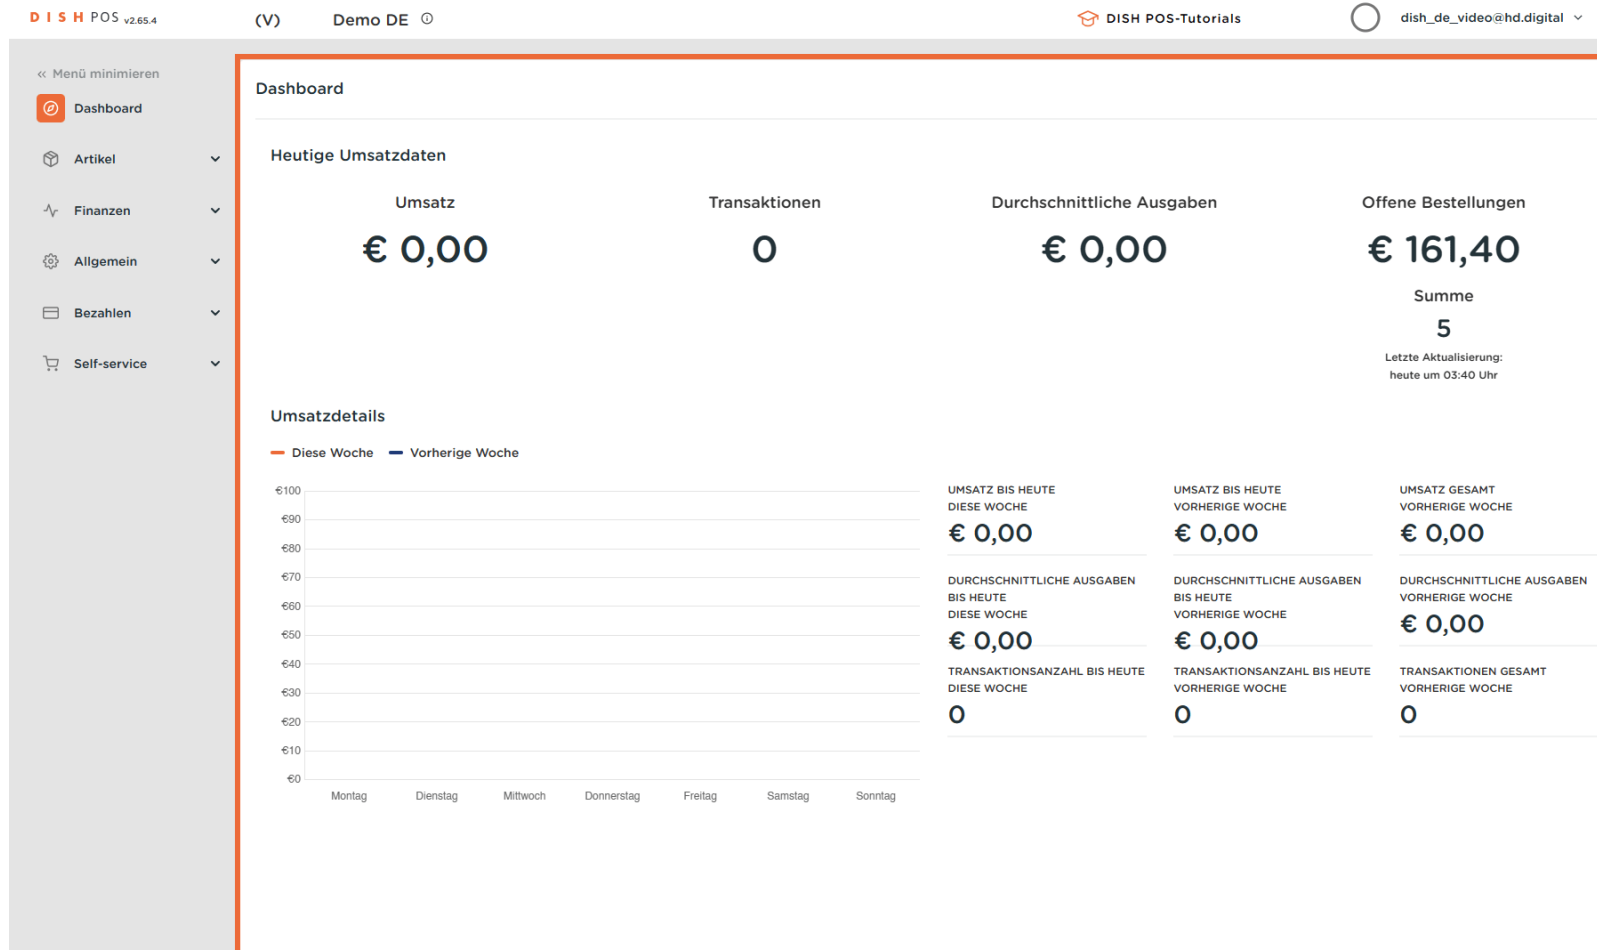 DISH POS v2.65.4
(V)
Demo DE
DISH POS-Tutorials
dish_de_video@hd.digital
Menü minimieren
Dashboard
Artikel
Finanzen
Allgemein
Bezahlen
Self-service
Dashboard
Heutige Umsatzdaten
Umsatz
€ 0,00
Transaktionen
0
Durchschnittliche Ausgaben
€ 0,00
Offene Bestellungen
€ 161,40
Summe
5
Letzte Aktualisierung:
heute um 03:40 Uhr
Umsatzdetails
Diese Woche
Vorherige Woche
€100
€90
€80
€70
€60
€50
€40
€30
€20
€10
€0
Montag
Dienstag
Mittwoch
Donnerstag
Freitag
Samstag
Sonntag
UMSATZ BIS HEUTE
DIESE WOCHE
€ 0,00
UMSATZ BIS HEUTE
VORHERIGE WOCHE
€ 0,00
UMSATZ GESAMT
VORHERIGE WOCHE
€ 0,00
DURCHSCHNITTLICHE AUSGABEN
BIS HEUTE
DIESE WOCHE
€ 0,00
DURCHSCHNITTLICHE AUSGABEN
BIS HEUTE
VORHERIGE WOCHE
€ 0,00
DURCHSCHNITTLICHE AUSGABEN
VORHERIGE WOCHE
€ 0,00
TRANSAKTIONSANZAHL BIS HEUTE
DIESE WOCHE
0
TRANSAKTIONSANZAHL BIS HEUTE
VORHERIGE WOCHE
0
TRANSAKTIONEN GESAMT
VORHERIGE WOCHE
0